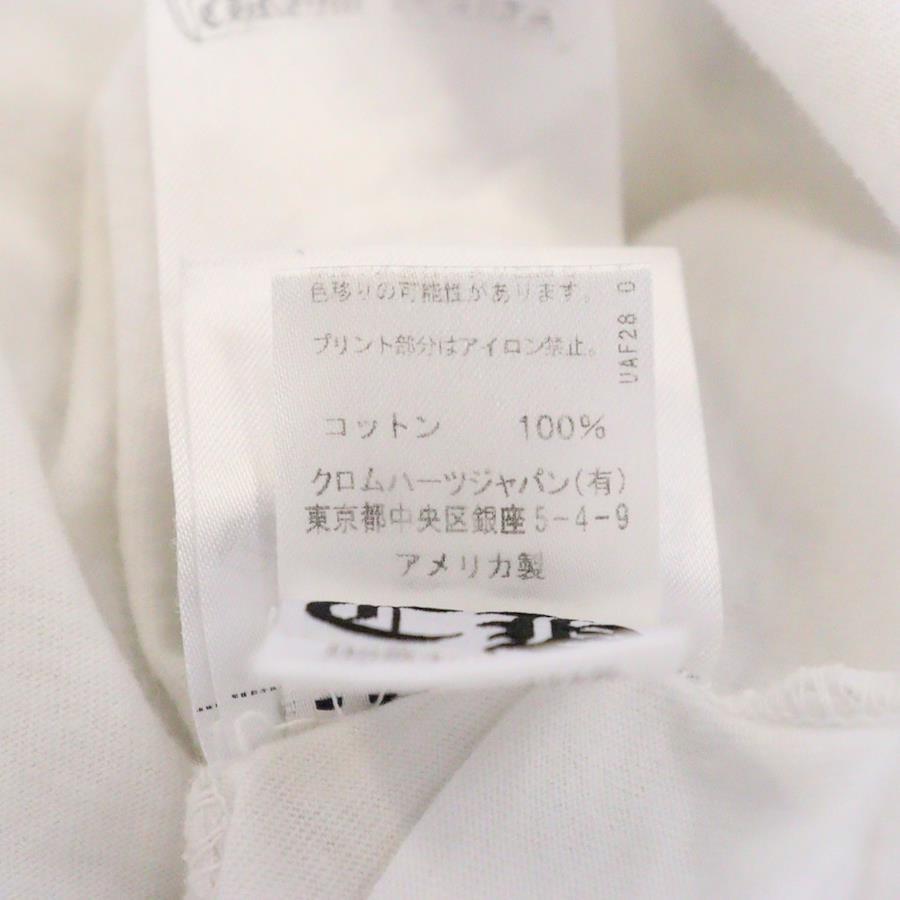 色移りの可能性があります。
プリント部分はアイロン禁止。
UAF28 0
コットン 100%
クロムハーツジャパン(有)
東京都中央区銀座5-4-9
アメリカ製